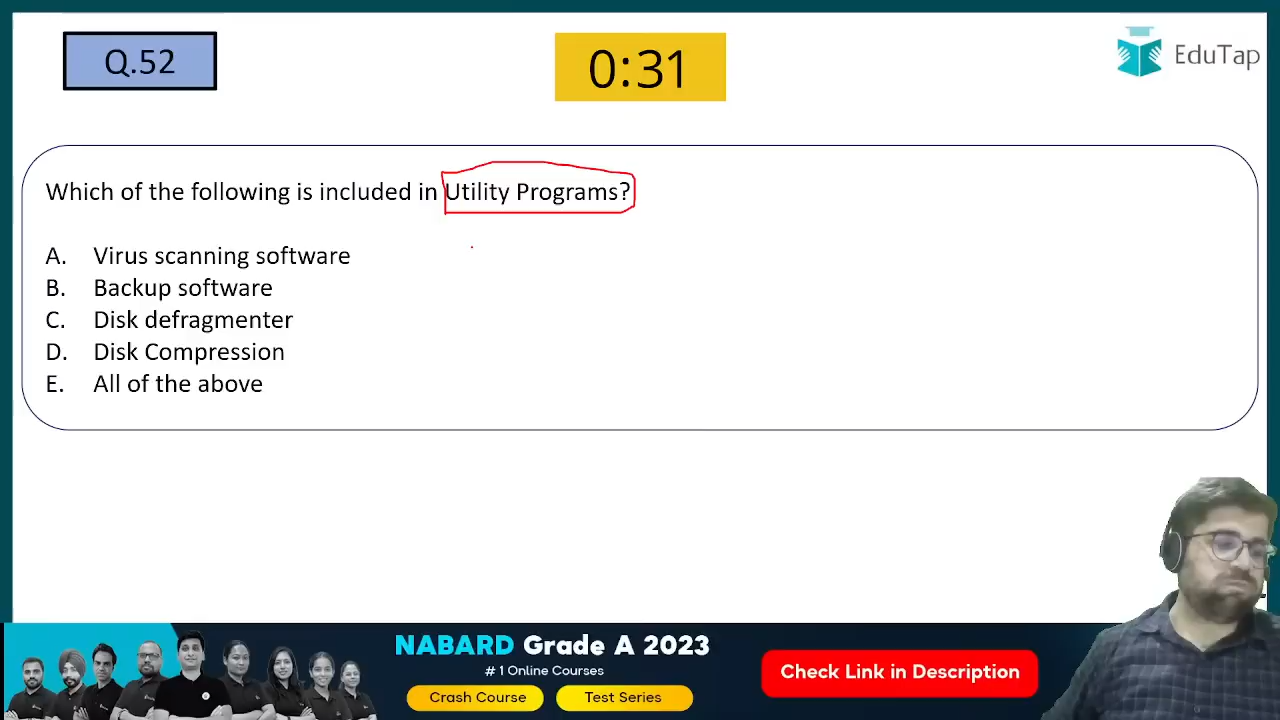 Q.52
0:31
EduTap
Which of the following is included in Utility Programs?
A. Virus scanning software
B. Backup software
C. Disk defragmenter
D. Disk Compression
E. All of the above
NABARD Grade A 2023
# 1 Online Courses
Crash Course
Test Series
Check Link in Description